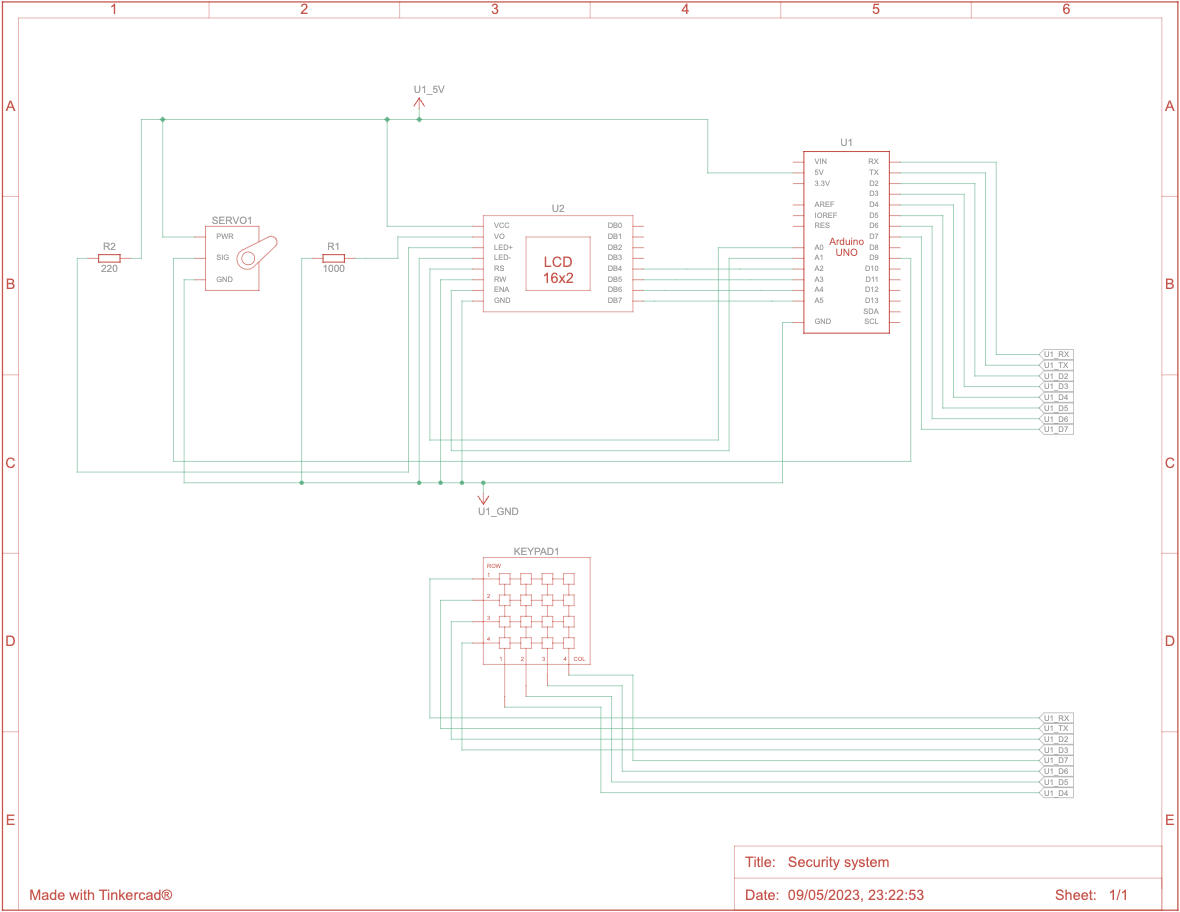 1 2 3 4 5 6
A A
U1_5V
U1
VIN RX
5V TX
3.3V D2
D3
AREF D4
IOREF D5
RES D6
D7
A0 D8
A1 D9
A2 D10
A3 D11
A4 D12
A5 D13
SDA
GND SCL
Arduino
UNO
SERVO1
PWR
SIG
GND
R2
220
R1
1000
U2
VCC DB0
VO DB1
LED+ DB2
LED- DB3
RS DB4
RW DB5
ENA DB6
GND DB7
LCD
16x2
B B
U1_RX
U1_TX
U1_D2
U1_D3
U1_D4
U1_D5
U1_D6
U1_D7
C C
U1_GND
KEYPAD1
ROW
1
2
3
4
1 2 3 4 COL
D D
U1_RX
U1_TX
U1_D2
U1_D3
U1_D7
U1_D6
U1_D5
U1_D4
E E
Title: Security system
Made with Tinkercad®
Date: 09/05/2023, 23:22:53 Sheet: 1/1